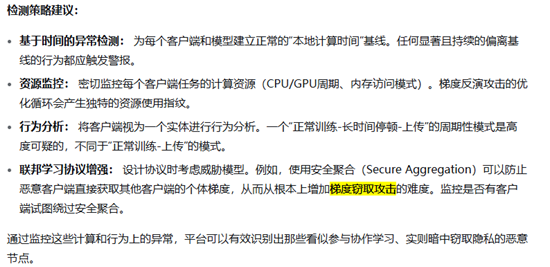 检测策略建议：
• 基于时间的异常检测： 为每个客户端和模型建立正常的“本地计算时间”基线。任何显著且持续的偏离基
线的行为都应触发警报。
• 资源监控： 密切监控每个客户端任务的计算资源（CPU/GPU周期、内存访问模式）。梯度反演攻击的优
化循环会产生独特的资源使用指纹。
• 行为分析： 将客户端视为一个实体进行行为分析。一个“正常训练-长时间停顿-上传”的周期性模式是高
度可疑的，不同于“正常训练-上传”的模式。
• 联邦学习协议增强： 设计协议时考虑威胁模型。例如，使用安全聚合（Secure Aggregation）可以防止
恶意客户端直接获取其他客户端的个体梯度，从而从根本上增加梯度窃取攻击的难度。监控是否有客户
端试图绕过安全聚合。
通过监控这些计算和行为上的异常，平台可以有效识别出那些看似参与协作学习、实则暗中窃取隐私的恶意
节点。